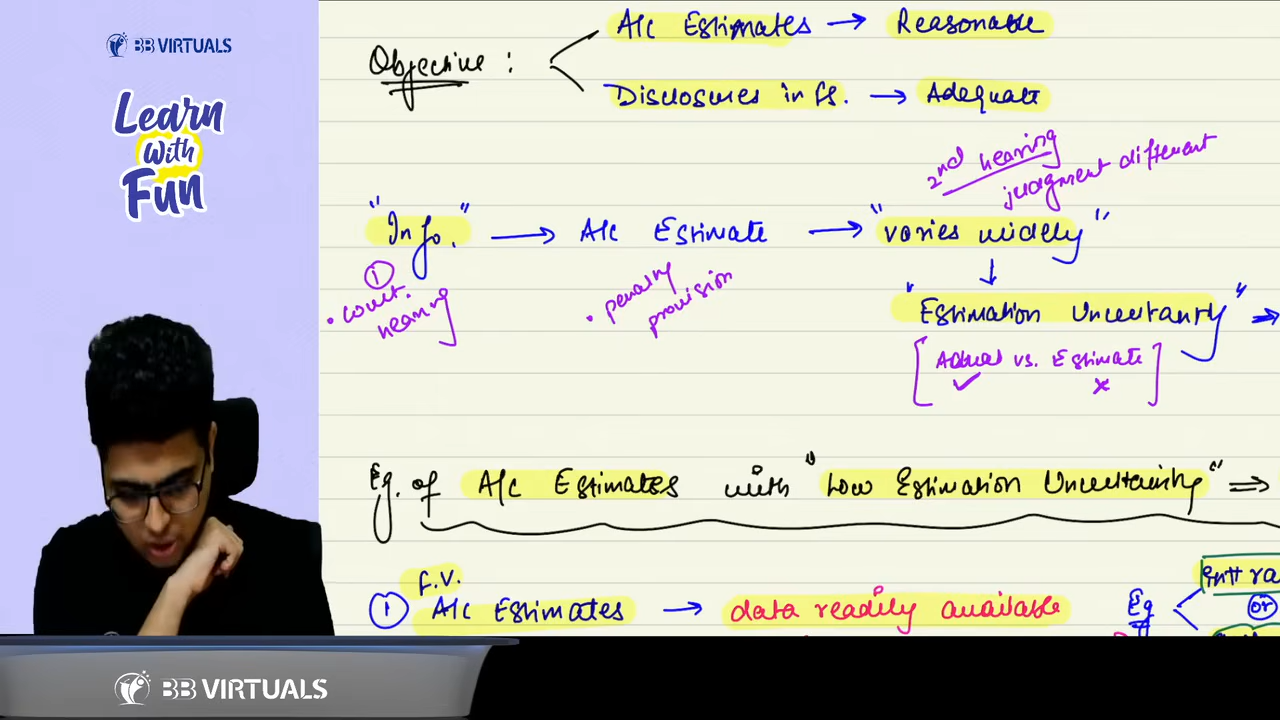 BB VIRTUALS
Learn
With
Fun
Objective :
A/c Estimates → Reasonable
Disclosures in fs. → Adequate
2nd hearing
judgment different
"Info." → A/c Estimate → "varies widely"
①
• court hearing
• penalty provision
↓
"Estimation Uncertainty" →
[Actual vs. Estimate]
✓ ×
Eg. of A/c Estimates with "Low Estimation Uncertainty" ⇒
F.V.
① A/c Estimates → data readily available
Eg
(or)
BB VIRTUALS